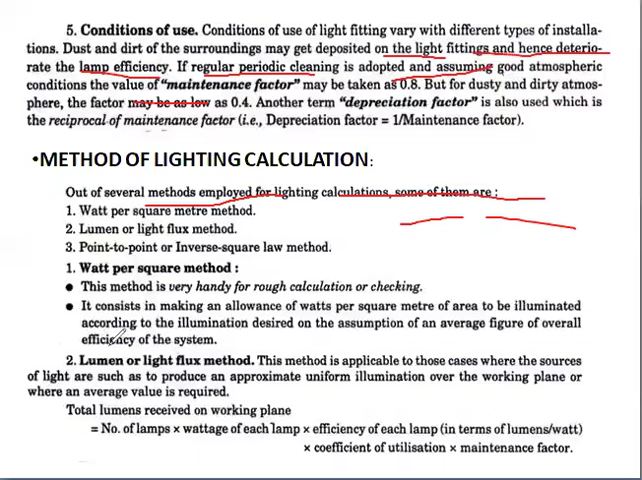 5. Conditions of use. Conditions of use of light fitting vary with different types of installa-
tions. Dust and dirt of the surroundings may get deposited on the light fittings and hence deterio-
rate the lamp efficiency. If regular periodic cleaning is adopted and assuming good atmospheric
conditions the value of "maintenance factor" may be taken as 0.8. But for dusty and dirty atmos-
phere, the factor may be as low as 0.4. Another term "depreciation factor" is also used which is
the reciprocal of maintenance factor (i.e., Depreciation factor = 1/Maintenance factor).
•METHOD OF LIGHTING CALCULATION:
Out of several methods employed for lighting calculations, some of them are :
1. Watt per square metre method.
2. Lumen or light flux method.
3. Point-to-point or Inverse-square law method.
1. Watt per square method :
● This method is very handy for rough calculation or checking.
● It consists in making an allowance of watts per square metre of area to be illuminated
according to the illumination desired on the assumption of an average figure of overall
efficiency of the system.
2. Lumen or light flux method. This method is applicable to those cases where the sources
of light are such as to produce an approximate uniform illumination over the working plane or
where an average value is required.
Total lumens received on working plane
= No. of lamps × wattage of each lamp × efficiency of each lamp (in terms of lumens/watt)
× coefficient of utilisation × maintenance factor.